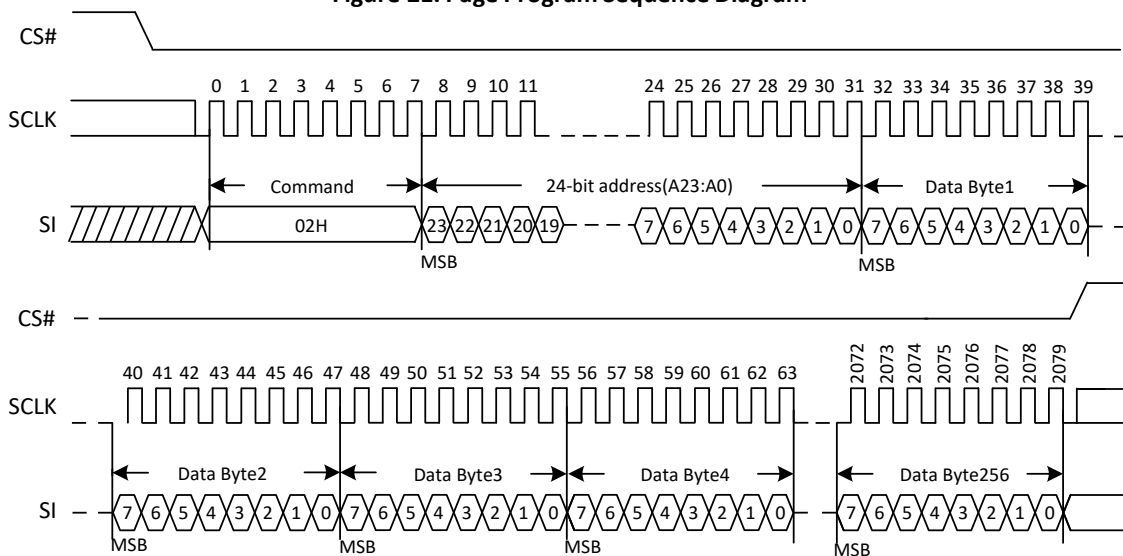 CS#
0 1 2 3 4 5 6 7 8 9 10 11 24 25 26 27 28 29 30 31 32 33 34 35 36 37 38 39
SCLK
Command 24-bit address(A23:A0) Data Byte1
SI 02H 23 22 21 20 19 7 6 5 4 3 2 1 0 7 6 5 4 3 2 1 0
MSB MSB
CS#
40 41 42 43 44 45 46 47 48 49 50 51 52 53 54 55 56 57 58 59 60 61 62 63 2072 2073 2074 2075 2076 2077 2078 2079
SCLK
Data Byte2 Data Byte3 Data Byte4 Data Byte256
SI 7 6 5 4 3 2 1 0 7 6 5 4 3 2 1 0 7 6 5 4 3 2 1 0 7 6 5 4 3 2 1 0
MSB MSB MSB MSB